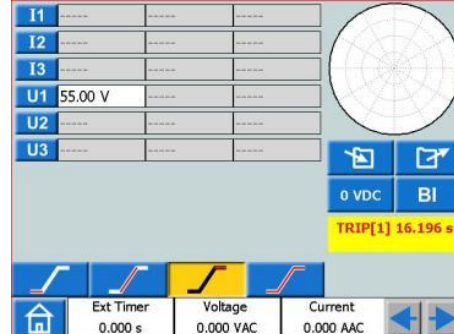 I1 ----- ----- -----
I2 ----- ----- -----
I3 ----- ----- -----
U1 55.00 V ----- -----
U2 ----- ----- -----
U3 ----- ----- -----
0 VDC BI
TRIP[1] 16.196 s
Ext Timer Voltage Current
0.000 s 0.000 VAC 0.000 AAC